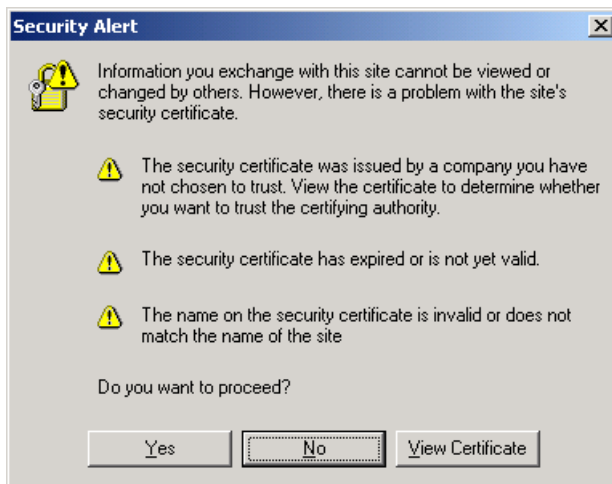 Security Alert
Information you exchange with this site cannot be viewed or
changed by others. However, there is a problem with the site's
security certificate.
The security certificate was issued by a company you have
not chosen to trust. View the certificate to determine whether
you want to trust the certifying authority.
The security certificate has expired or is not yet valid.
The name on the security certificate is invalid or does not
match the name of the site
Do you want to proceed?
Yes No View Certificate